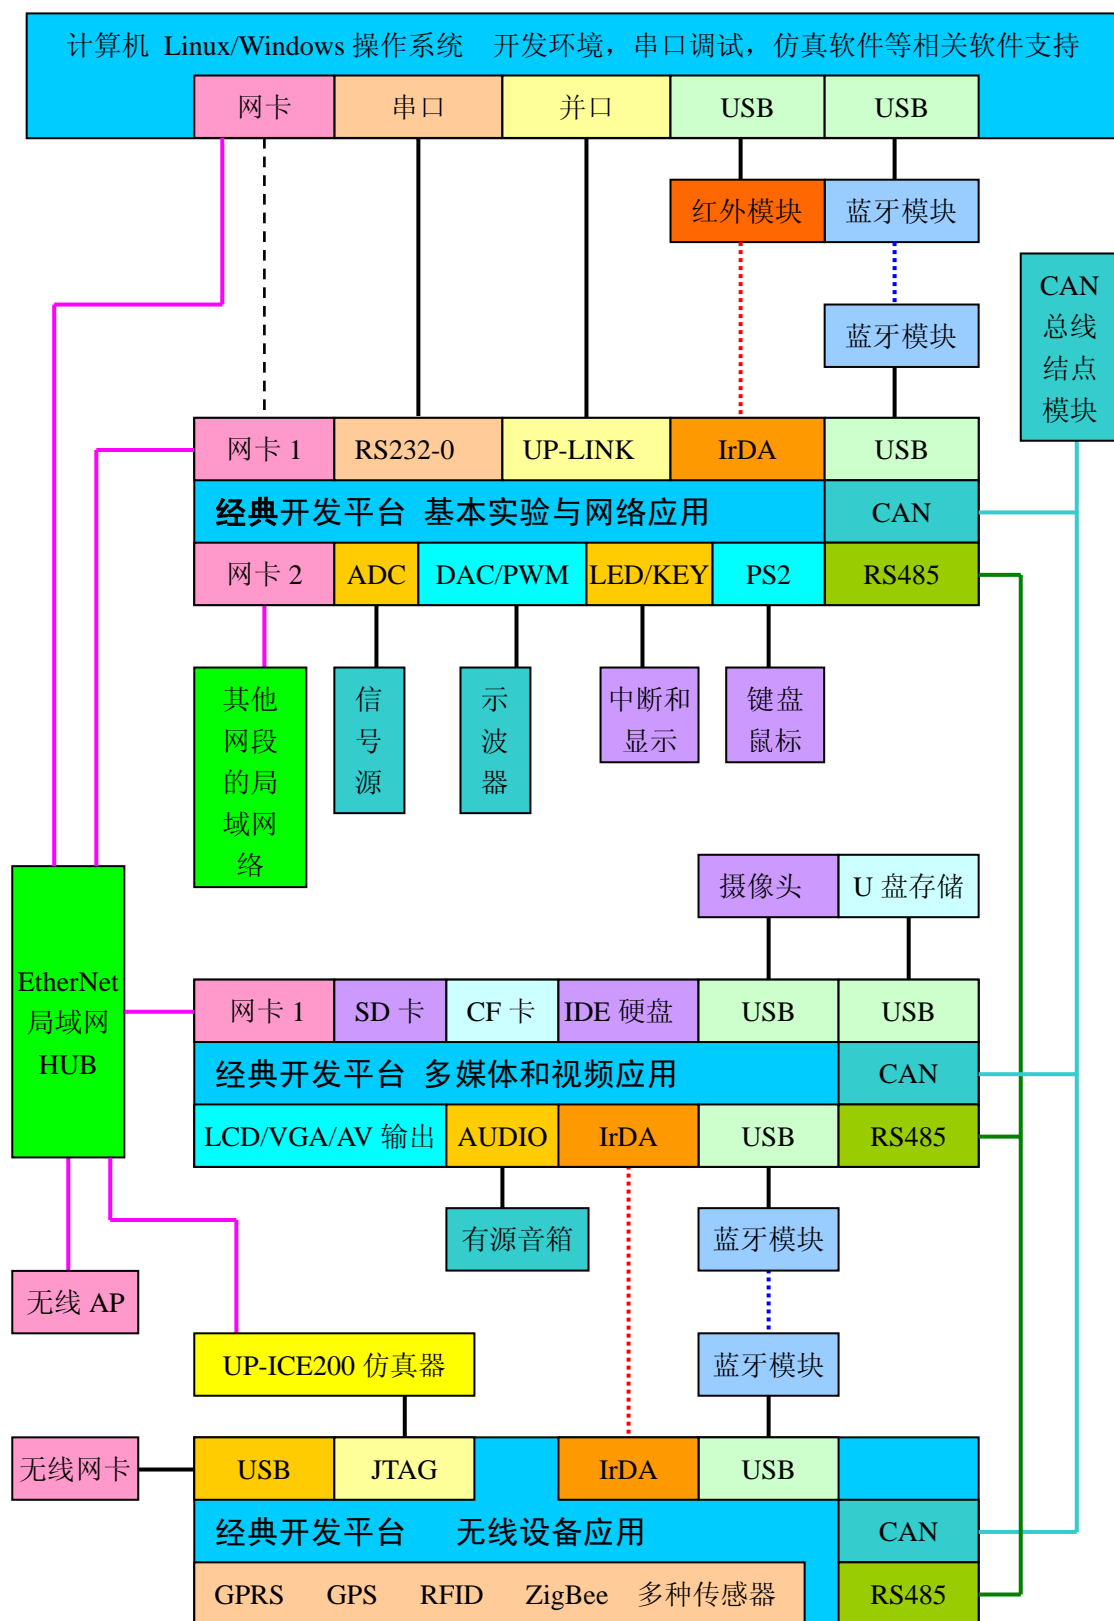 计算机 Linux/Windows 操作系统 开发环境，串口调试，仿真软件等相关软件支持
网卡 串口 并口 USB USB
红外模块 蓝牙模块
CAN
总线
结点
模块
蓝牙模块
网卡 1 RS232-0 UP-LINK IrDA USB
经典开发平台 基本实验与网络应用 CAN
网卡 2 ADC DAC/PWM LED/KEY PS2 RS485
其他
网段
的局
域网
络
信
号
源
示
波
器
中断和
显示
键盘
鼠标
摄像头 U 盘存储
EtherNet
局域网
HUB
网卡 1 SD 卡 CF 卡 IDE 硬盘 USB USB
经典开发平台 多媒体和视频应用 CAN
LCD/VGA/AV 输出 AUDIO IrDA USB RS485
有源音箱 蓝牙模块
无线 AP
UP-ICE200 仿真器 蓝牙模块
无线网卡 USB JTAG IrDA USB
经典开发平台 无线设备应用 CAN
GPRS GPS RFID ZigBee 多种传感器 RS485